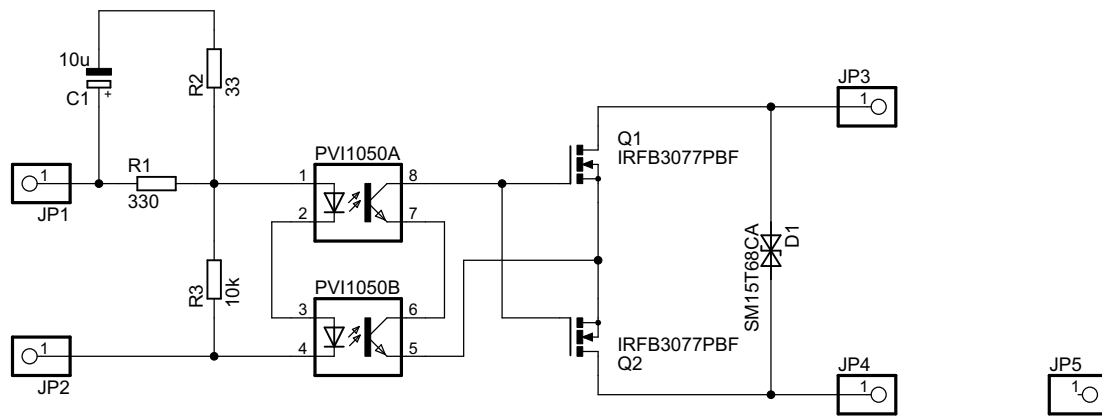 10u
C1
+
R2
33
JP3
1
Q1
IRFB3077PBF
PVI1050A
R1
330
1
JP1
1
8
2
7
SM15T68CA
D1
R3
10k
PVI1050B
3
6
4
5
1
JP2
IRFB3077PBF
Q2
JP4
1
JP5
1